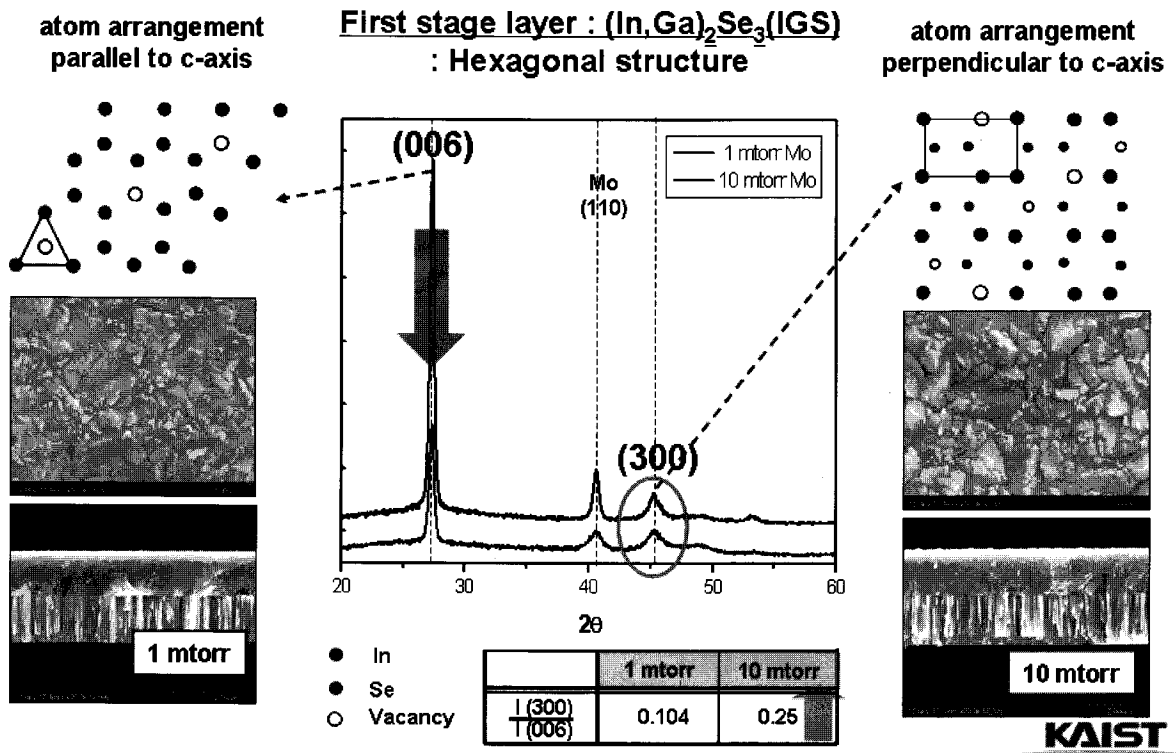 First stage layer : (In,Ga)2Se3(IGS)
: Hexagonal structure
atom arrangement
parallel to c-axis
atom arrangement
perpendicular to c-axis
(006)
1 mtorr Mo
10 mtorr Mo
Mo
(110)
(300)
20
30
40
50
60
2θ
1 mtorr
10 mtorr
In
Se
Vacancy
1 mtorr
10 mtorr
I (300)
I (006)
0.104
0.25
KAIST